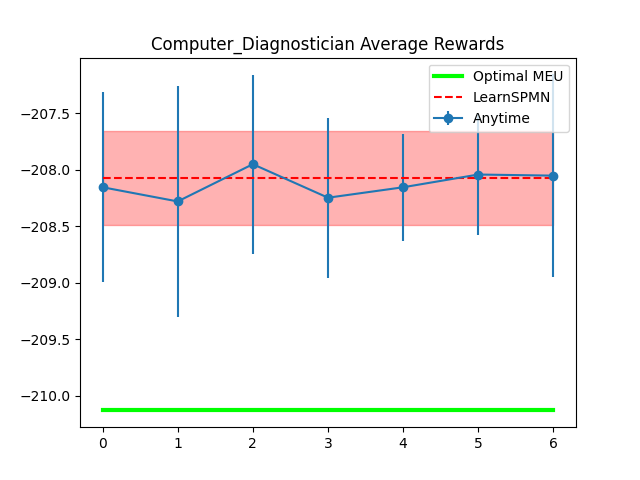 Computer_Diagnostician Average Rewards
Optimal MEU
LearnSPMN
Anytime
−207.5
−208.0
−208.5
−209.0
−209.5
−210.0
0 1 2 3 4 5 6